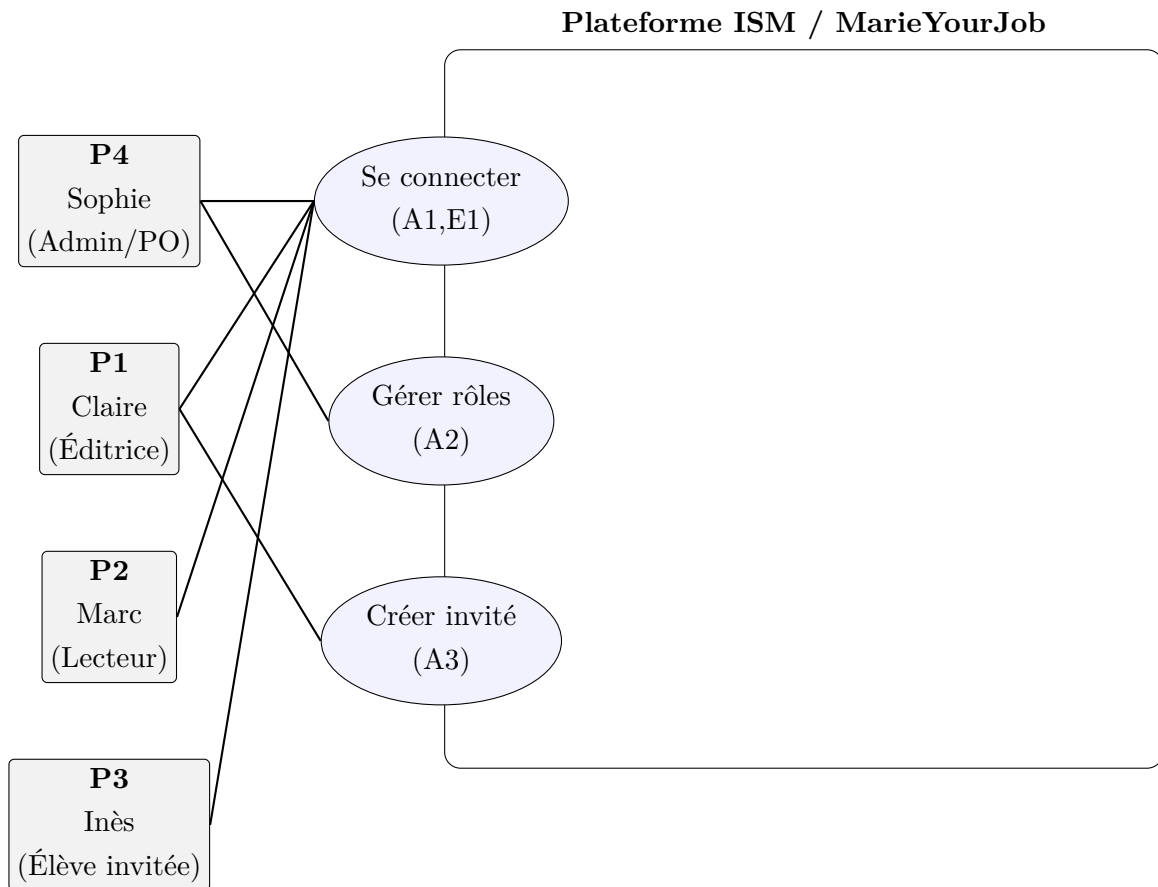 Plateforme ISM / MarieYourJob
P4
Sophie
(Admin/PO)
Se connecter
(A1,E1)
P1
Claire
(Éditrice)
Gérer rôles
(A2)
P2
Marc
(Lecteur)
Créer invité
(A3)
P3
Inès
(Élève invitée)